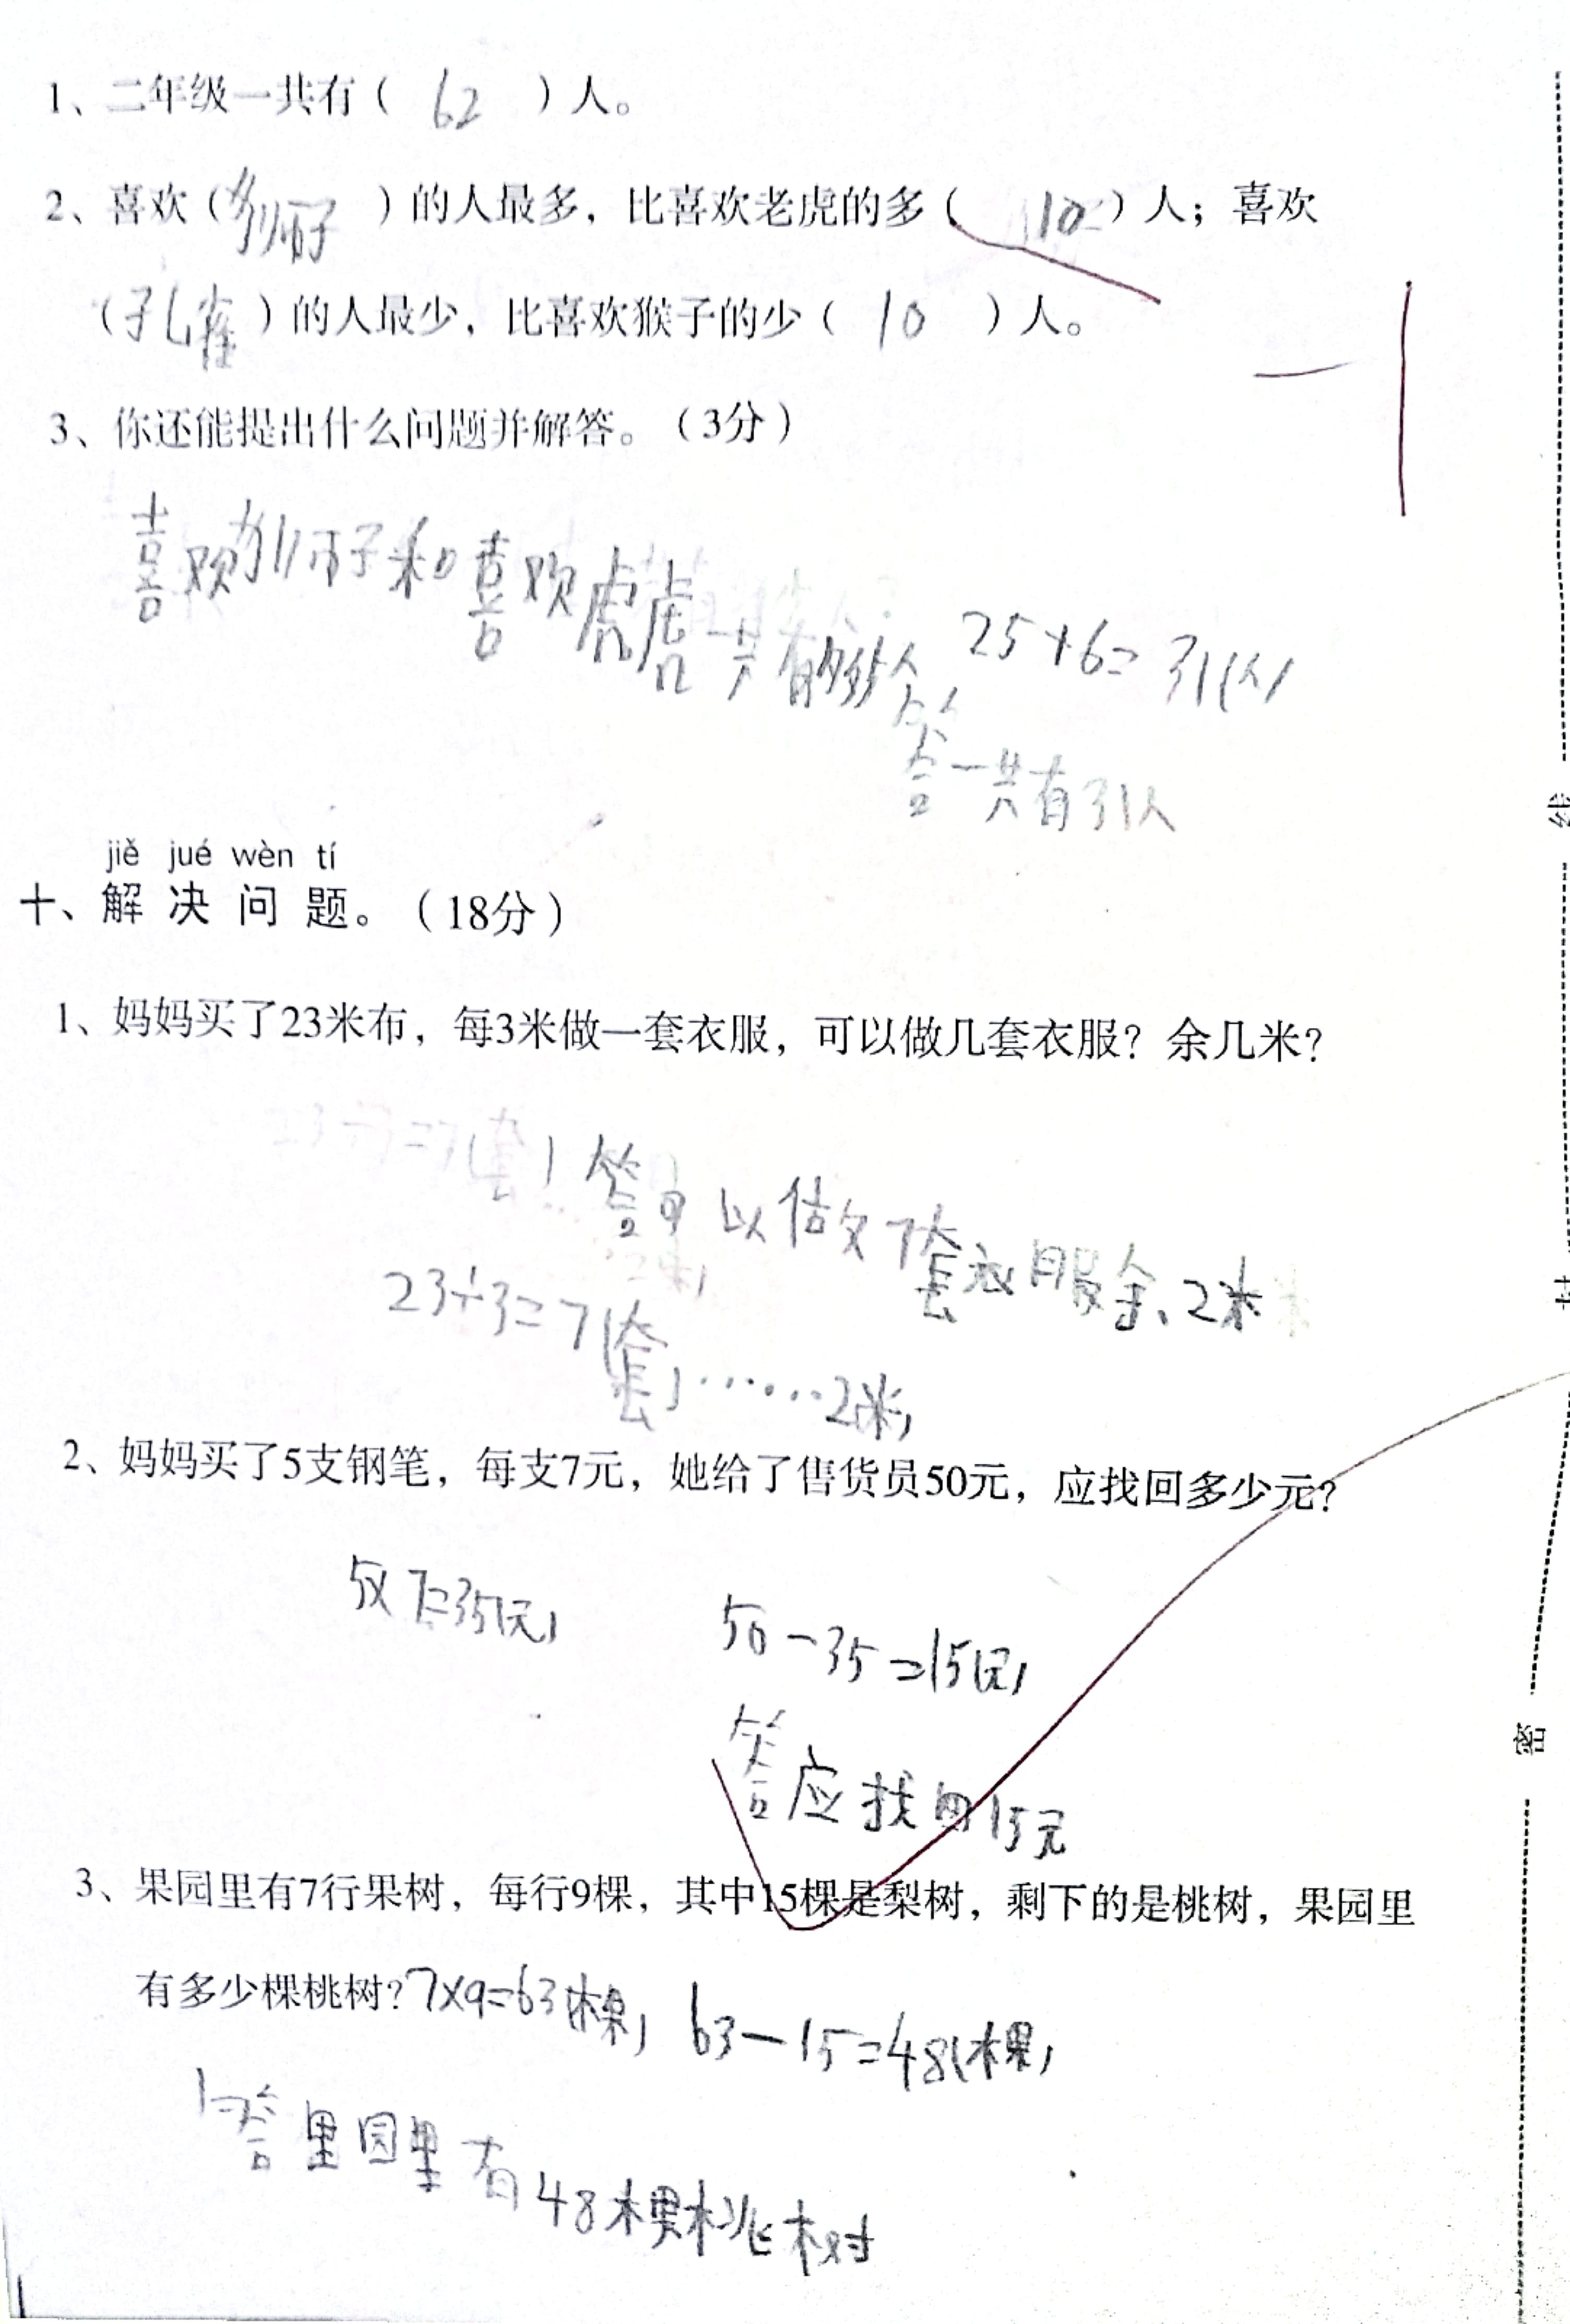 1、二年级一共有（ 62 ）人。
2、喜欢（狮子 ）的人最多，比喜欢老虎的多（ 10 ）人；喜欢
（孔雀）的人最少，比喜欢猴子的少（ 10 ）人。
3、你还能提出什么问题并解答。（3分）
喜欢狮子和喜欢 一共有 25+6=31(人)
答一共有31人
jiě jué wèn tí
十、解 决 问 题。（18分）
1、妈妈买了23米布，每3米做一套衣服，可以做几套衣服？余几米？
答可以做7套衣服余、2米
23÷3=7(套)……2(米)
2、妈妈买了5支钢笔，每支7元，她给了售货员50元，应找回多少元？
5×7=35(元)
50-35=15(元)
答应找回15元
3、果园里有7行果树，每行9棵，其中15棵是梨树，剩下的是桃树，果园里
有多少棵桃树？7×9=63(棵) 63-15=48(棵)
答里园里有48棵桃树
线
密